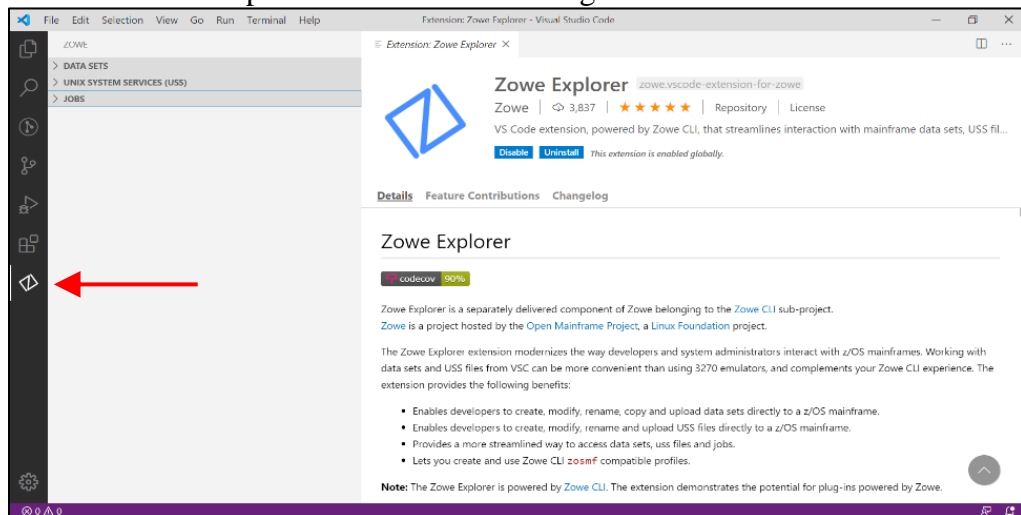 File Edit Selection View Go Run Terminal Help Extension: Zowe Explorer - Visual Studio Code
ZOWE
DATA SETS
UNIX SYSTEM SERVICES (USS)
JOBS
Extension: Zowe Explorer
Zowe Explorer zowe.vscode-extension-for-zowe
Zowe | 3,837 | ★★★★★ | Repository | License
VS Code extension, powered by Zowe CLI, that streamlines interaction with mainframe data sets, USS fil...
Disable Uninstall This extension is enabled globally.
Details Feature Contributions Changelog
Zowe Explorer
codecov 90%
Zowe Explorer is a separately delivered component of Zowe belonging to the Zowe CLI sub-project.
Zowe is a project hosted by the Open Mainframe Project, a Linux Foundation project.
The Zowe Explorer extension modernizes the way developers and system administrators interact with z/OS mainframes. Working with
data sets and USS files from VSC can be more convenient than using 3270 emulators, and complements your Zowe CLI experience. The
extension provides the following benefits:
• Enables developers to create, modify, rename, copy and upload data sets directly to a z/OS mainframe.
• Enables developers to create, modify, rename and upload USS files directly to a z/OS mainframe.
• Provides a more streamlined way to access data sets, uss files and jobs.
• Lets you create and use Zowe CLI zosmf compatible profiles.
Note: The Zowe Explorer is powered by Zowe CLI. The extension demonstrates the potential for plug-ins powered by Zowe.
0 0